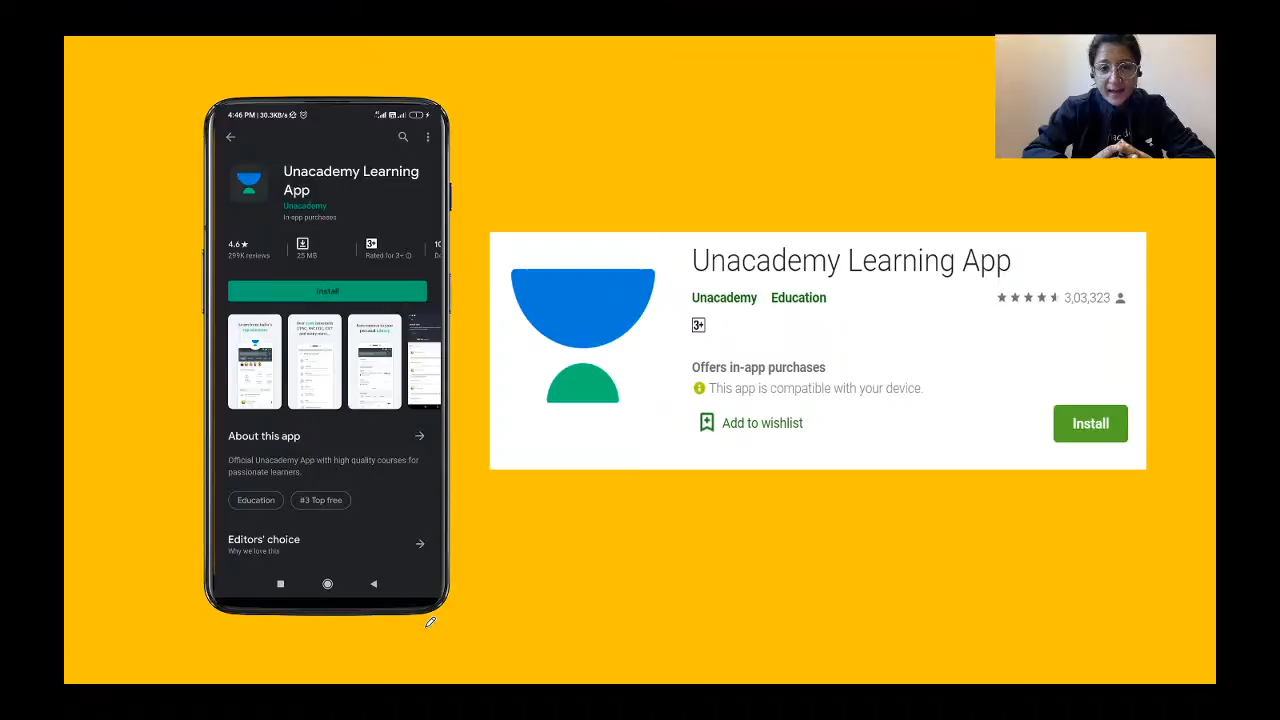 4:46 PM | 30.3KB/s
Unacademy Learning
App
Unacademy
In-app purchases
4.6★
299K reviews
25 MB
3+
Rated for 3+
10
Install
About this app
Official Unacademy App with high quality courses for
passionate learners.
Education
#3 Top free
Editors' choice
Why we love this
Unacademy Learning App
Unacademy Education
3,03,323
3+
Offers in-app purchases
This app is compatible with your device.
Add to wishlist
Install